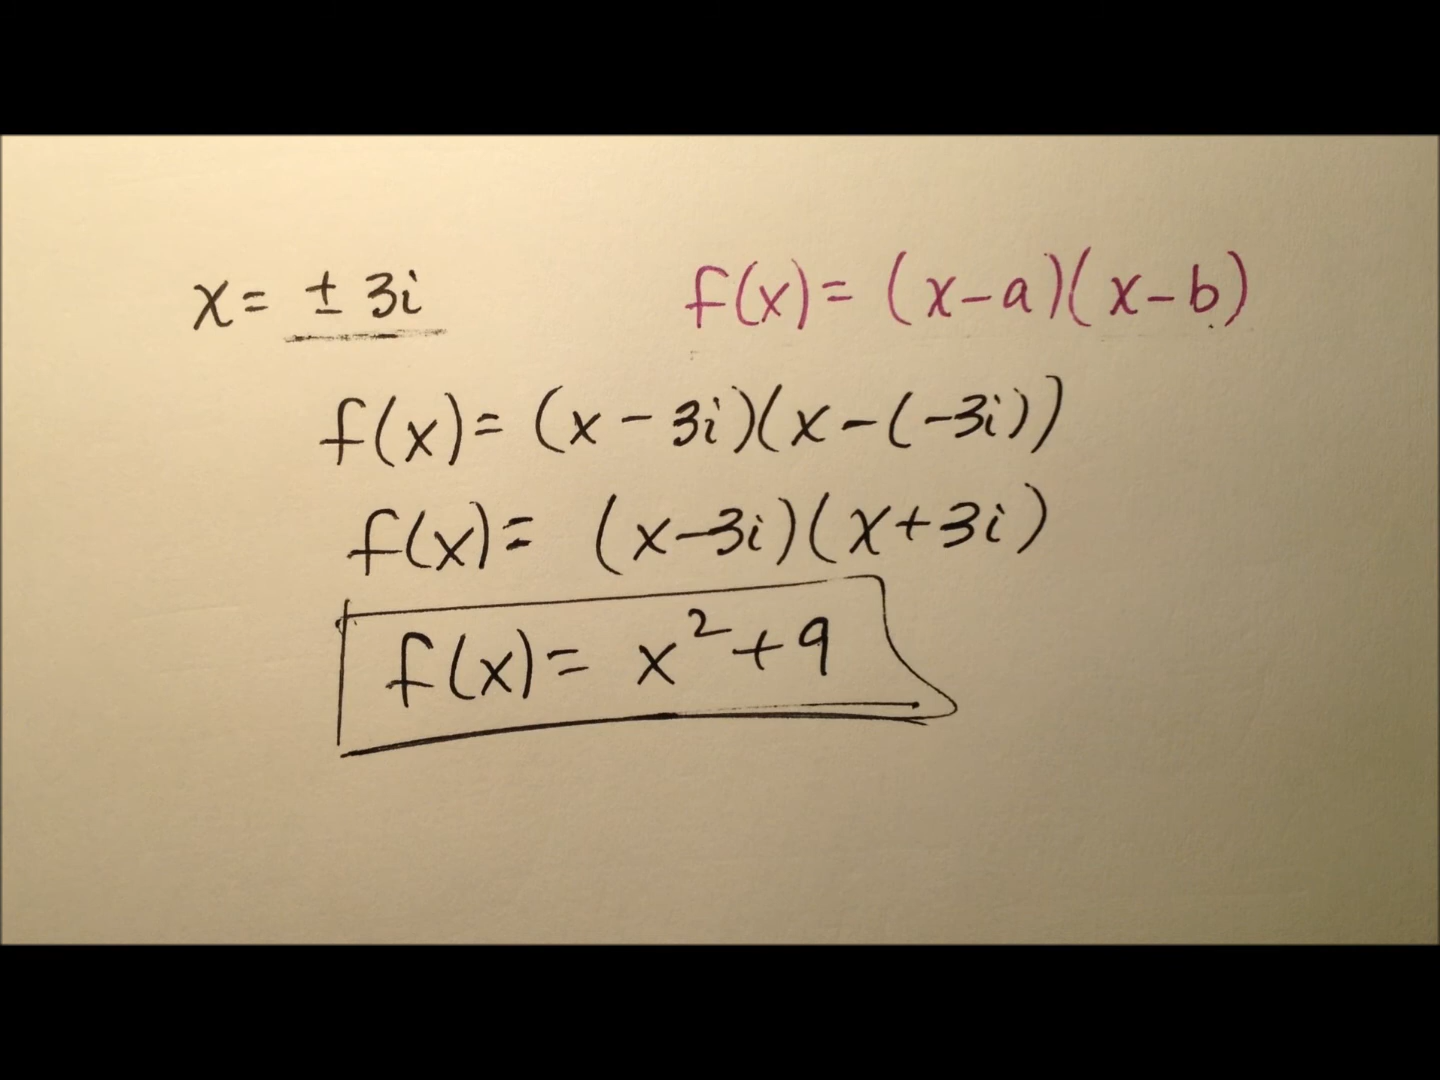 x = ± 3i
f(x) = (x-a)(x-b)
f(x) = (x - 3i)(x-(-3i))
f(x) = (x-3i)(x+3i)
f(x) = x²+9